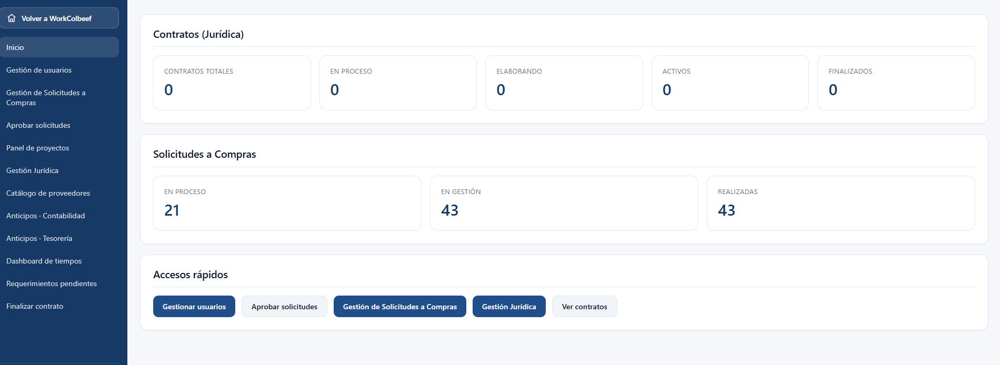 Volver a WorkColbeef
Inicio
Gestión de usuarios
Gestión de Solicitudes a
Compras
Aprobar solicitudes
Panel de proyectos
Gestión Jurídica
Catálogo de proveedores
Anticipos · Contabilidad
Anticipos · Tesorería
Dashboard de tiempos
Requerimientos pendientes
Finalizar contrato
Contratos (Jurídica)
CONTRATOS TOTALES
0
EN PROCESO
0
ELABORANDO
0
ACTIVOS
0
FINALIZADOS
0
Solicitudes a Compras
EN PROCESO
21
EN GESTIÓN
43
REALIZADAS
43
Accesos rápidos
Gestionar usuarios
Aprobar solicitudes
Gestión de Solicitudes a Compras
Gestión Jurídica
Ver contratos